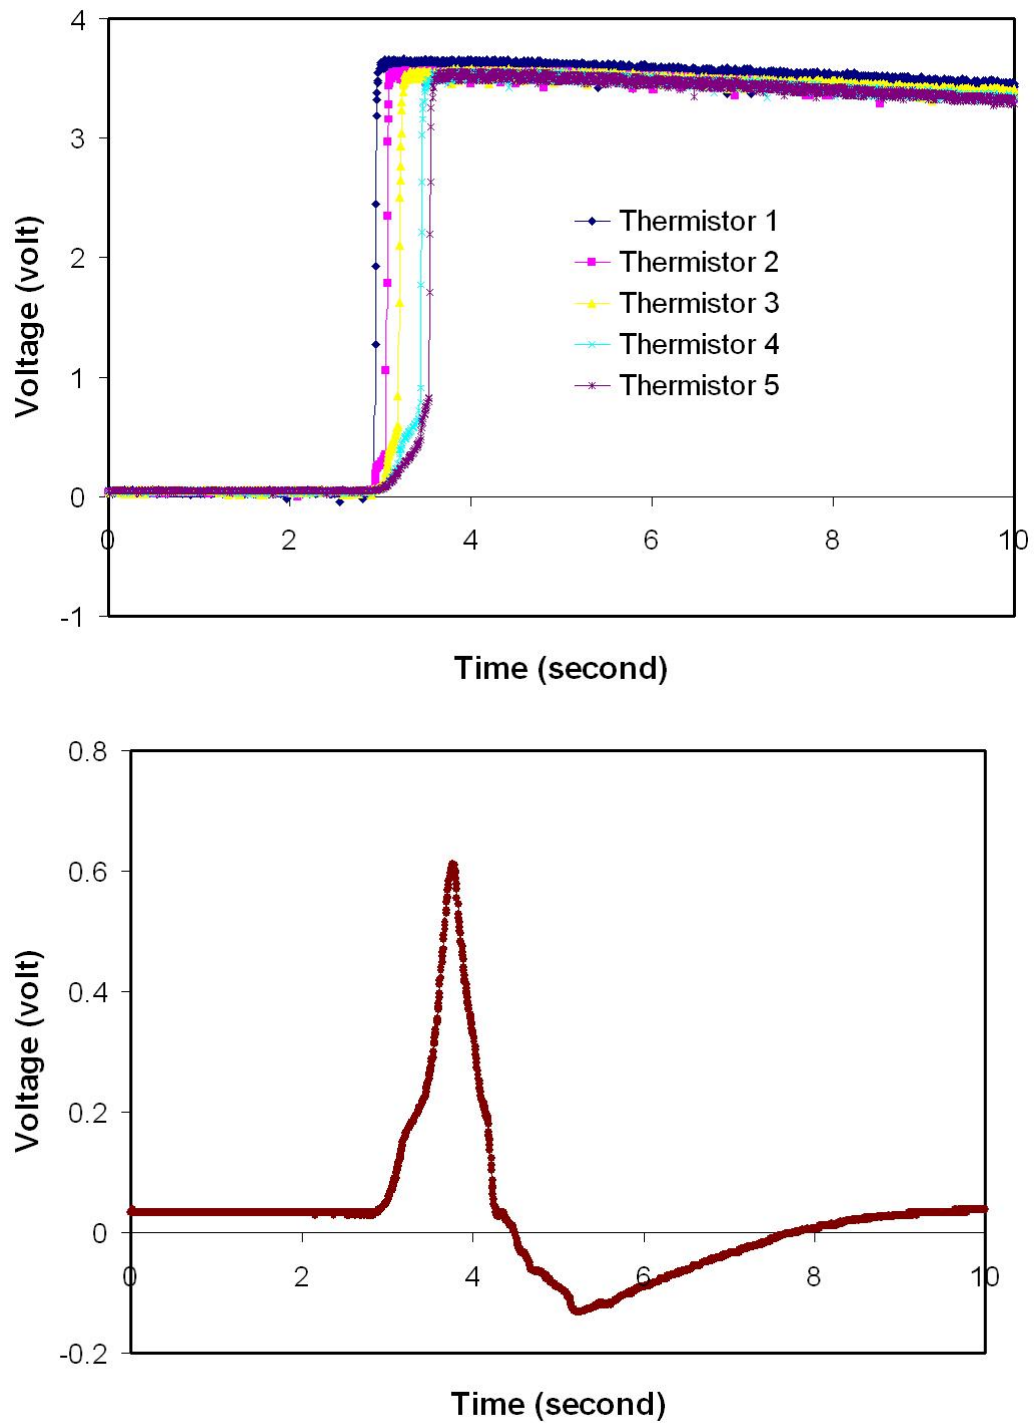 4
3
2
1
0
-1
Voltage (volt)
Thermistor 1
Thermistor 2
Thermistor 3
Thermistor 4
Thermistor 5
0 2 4 6 8 10
Time (second)
0.8
0.6
0.4
0.2
0
-0.2
Voltage (volt)
0 2 4 6 8 10
Time (second)